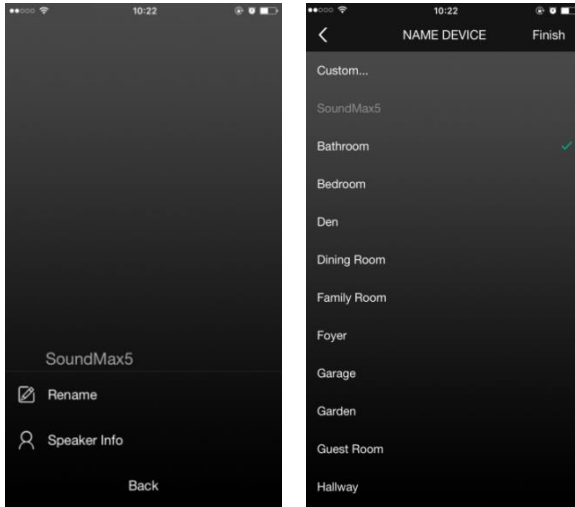 10:22
SoundMax5
Rename
Speaker Info
Back
10:22
NAME DEVICE
Finish
Custom...
SoundMax5
Bathroom
Bedroom
Den
Dining Room
Family Room
Foyer
Garage
Garden
Guest Room
Hallway